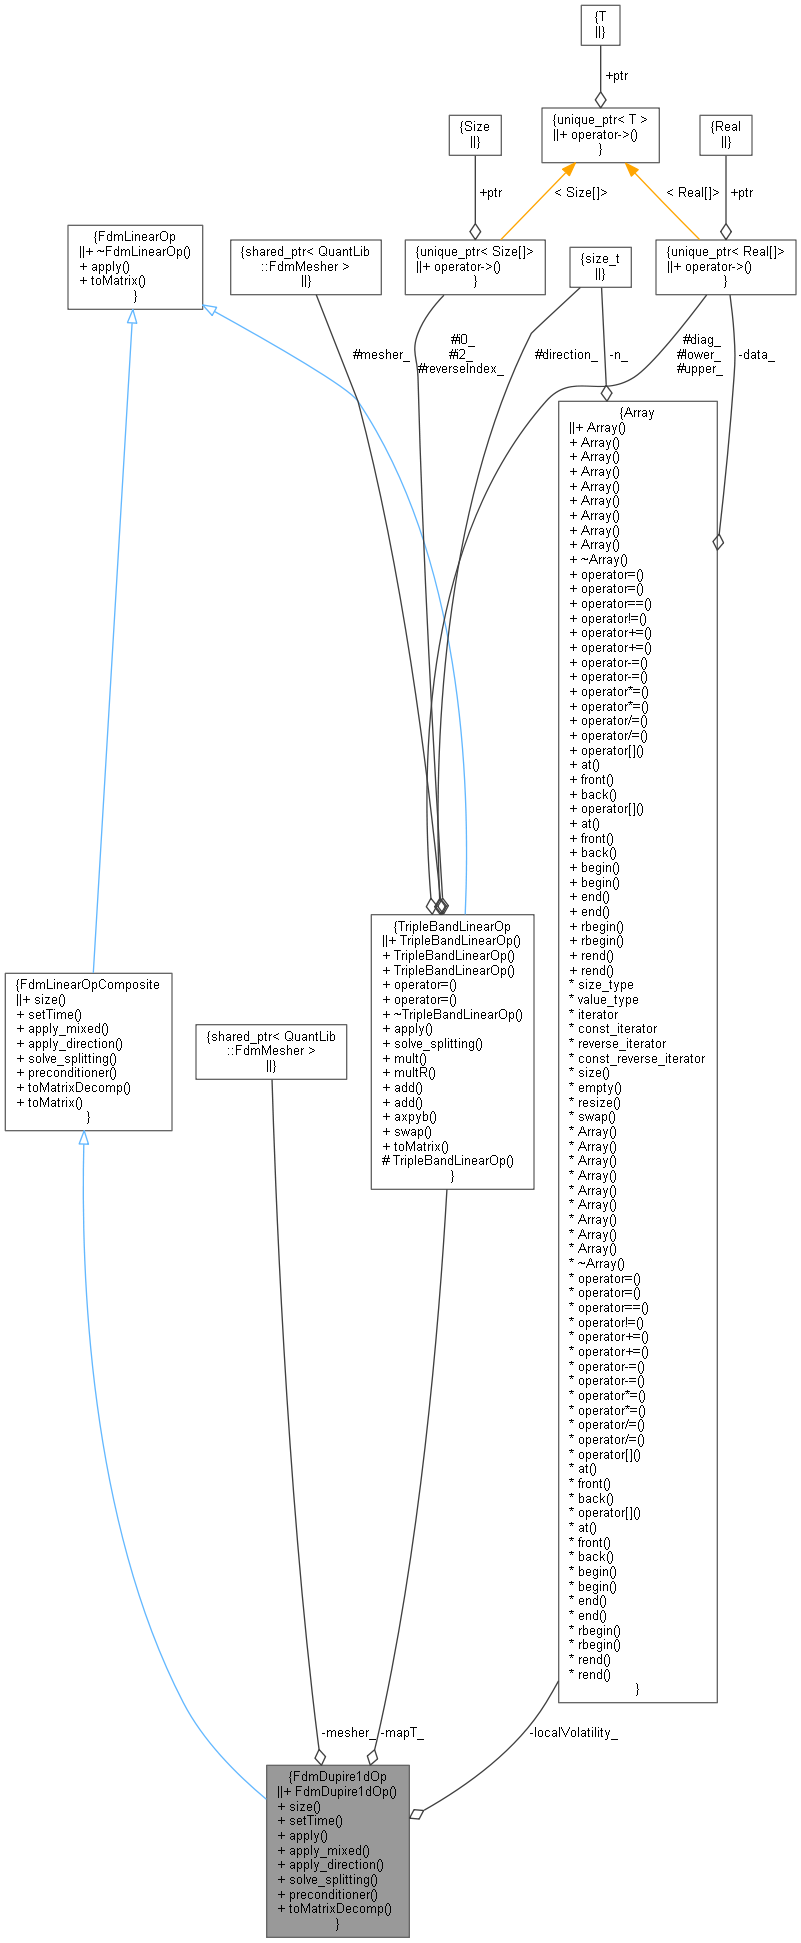 {T
||}
+ptr
{unique_ptr< T >
||+ operator->()
}
{Size
||}
{Real
||}
+ptr
< Size[]>
< Real[]>
+ptr
{FdmLinearOp
||+ ~FdmLinearOp()
+ apply()
+ toMatrix()
}
{shared_ptr< QuantLib
::FdmMesher >
||}
{unique_ptr< Size[]>
||+ operator->()
}
{size_t
||}
{unique_ptr< Real[]>
||+ operator->()
}
#mesher_
#i0_
#i2_
#reverseIndex_
#direction_
-n_
#diag_
#lower_
#upper_
-data_
{Array
||+ Array()
+ Array()
+ Array()
+ Array()
+ Array()
+ Array()
+ Array()
+ Array()
+ Array()
+ ~Array()
+ operator=()
+ operator=()
+ operator==()
+ operator!=()
+ operator+=()
+ operator+=()
+ operator-=()
+ operator-=()
+ operator*=()
+ operator*=()
+ operator/=()
+ operator/=()
+ operator[]()
+ at()
+ front()
+ back()
+ operator[]()
+ at()
+ front()
+ back()
+ begin()
+ begin()
+ end()
+ end()
+ rbegin()
+ rbegin()
+ rend()
+ rend()
* size_type
* value_type
* iterator
* const_iterator
* reverse_iterator
* const_reverse_iterator
* size()
* empty()
* resize()
* swap()
* Array()
* Array()
* Array()
* Array()
* Array()
* Array()
* Array()
* Array()
* Array()
* ~Array()
* operator=()
* operator=()
* operator==()
* operator!=()
* operator+=()
* operator+=()
* operator-=()
* operator-=()
* operator*=()
* operator*=()
* operator/=()
* operator/=()
* operator[]()
* at()
* front()
* back()
* operator[]()
* at()
* front()
* back()
* begin()
* begin()
* end()
* end()
* rbegin()
* rbegin()
* rend()
* rend()
}
{TripleBandLinearOp
||+ TripleBandLinearOp()
+ TripleBandLinearOp()
+ TripleBandLinearOp()
+ operator=()
+ operator=()
+ ~TripleBandLinearOp()
+ apply()
+ solve_splitting()
+ mult()
+ multR()
+ add()
+ add()
+ axpyb()
+ swap()
+ toMatrix()
# TripleBandLinearOp()
}
{FdmLinearOpComposite
||+ size()
+ setTime()
+ apply_mixed()
+ apply_direction()
+ solve_splitting()
+ preconditioner()
+ toMatrixDecomp()
+ toMatrix()
}
{shared_ptr< QuantLib
::FdmMesher >
||}
-mesher_
-mapT_
-localVolatility_
{FdmDupire1dOp
||+ FdmDupire1dOp()
+ size()
+ setTime()
+ apply()
+ apply_mixed()
+ apply_direction()
+ solve_splitting()
+ preconditioner()
+ toMatrixDecomp()
}